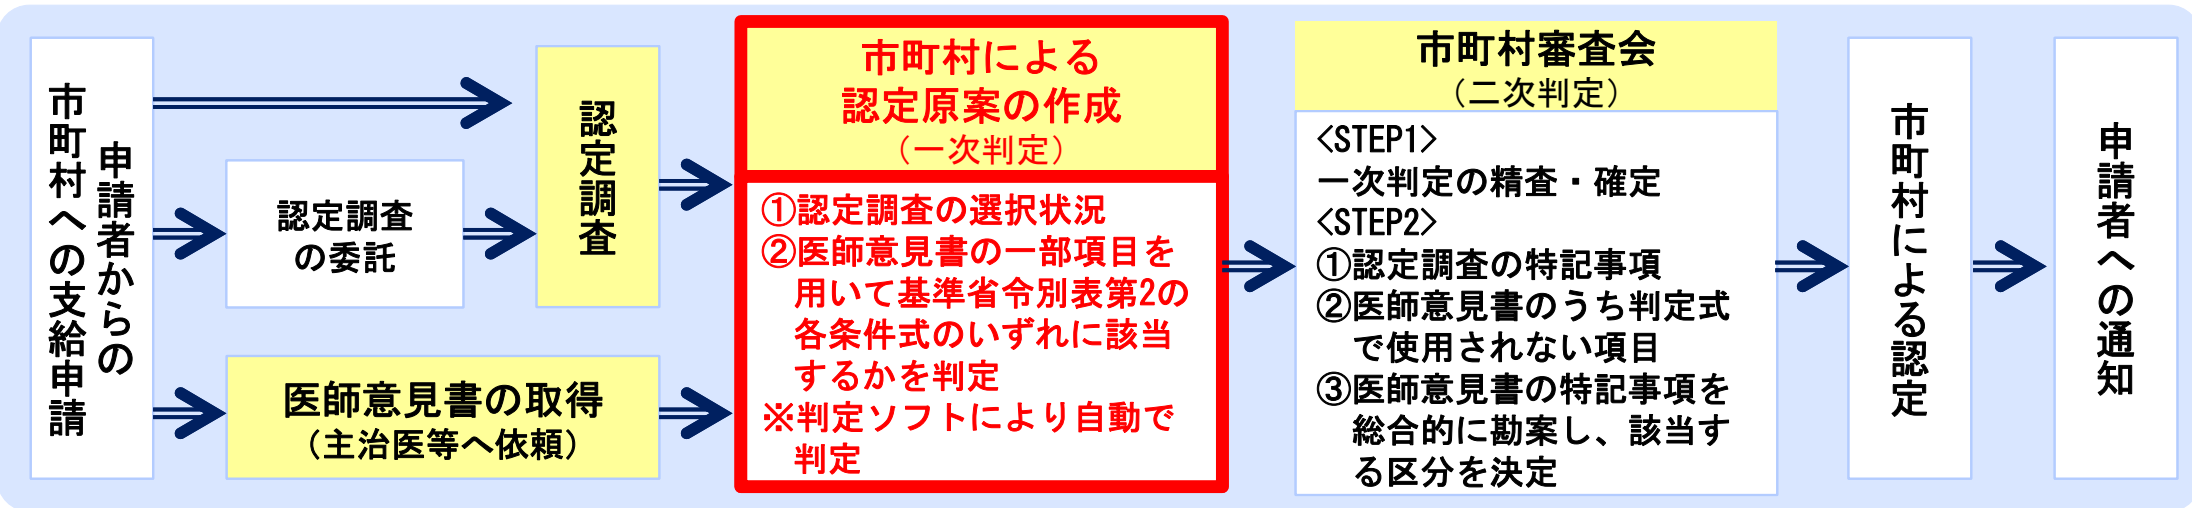 申請者からの
市町村への支給申請
認定調査
の委託
認定調査
医師意見書の取得
（主治医等へ依頼）
市町村による
認定原案の作成
（一次判定）
①認定調査の選択状況
②医師意見書の一部項目を
用いて基準省令別表第2の
各条件式のいずれに該当
するかを判定
※判定ソフトにより自動で
判定
市町村審査会
（二次判定）
<STEP1>
一次判定の精査・確定
<STEP2>
①認定調査の特記事項
②医師意見書のうち判定式
で使用されない項目
③医師意見書の特記事項を
総合的に勘案し、該当す
る区分を決定
市町村による認定
申請者への通知